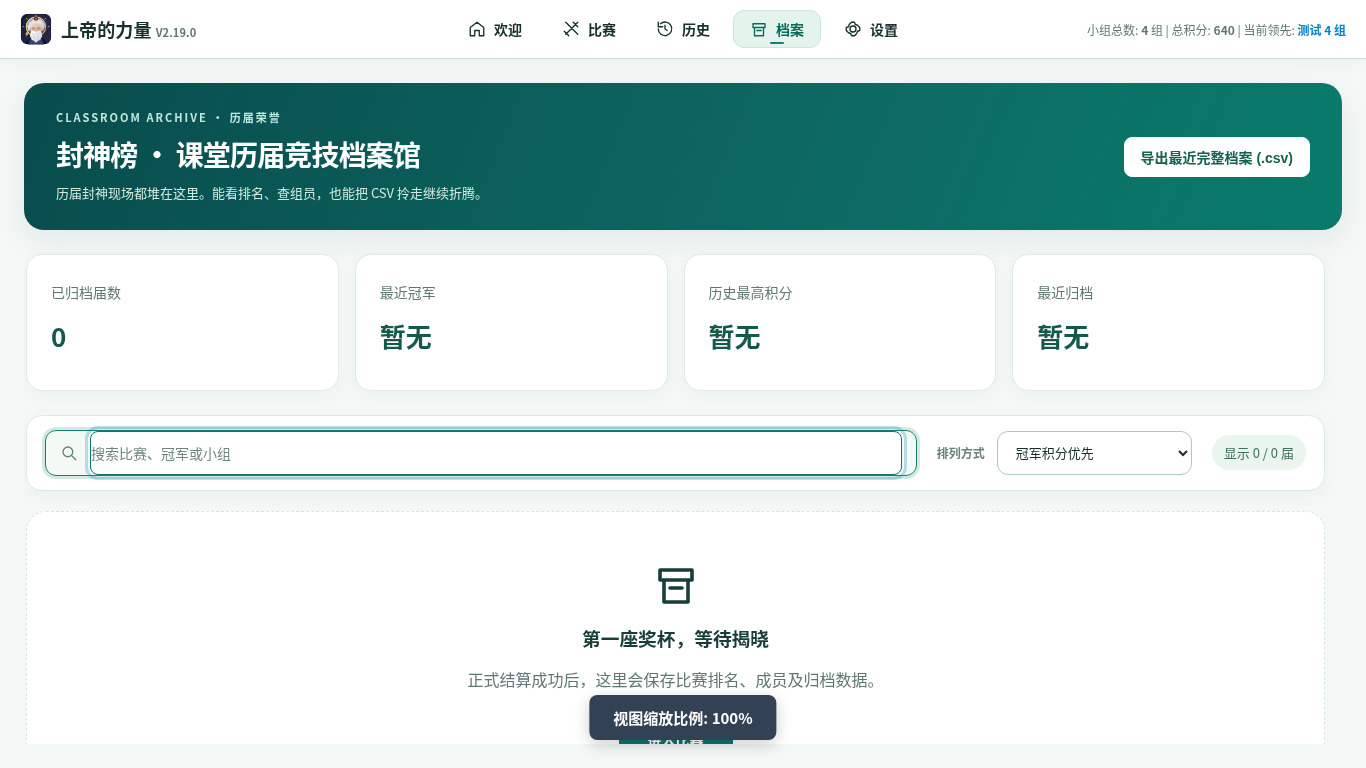 上帝的力量 V2.19.0
欢迎
比赛
历史
档案
设置
小组总数: 4 组 | 总积分: 640 | 当前领先: 测试 4 组
CLASSROOM ARCHIVE · 历届荣誉
封神榜 · 课堂历届竞技档案馆
历届封神现场都堆在这里。能看排名、查组员，也能把 CSV 拎走继续折腾。
导出最近完整档案 (.csv)
已归档届数
0
最近冠军
暂无
历史最高积分
暂无
最近归档
暂无
搜索比赛、冠军或小组
排列方式
冠军积分优先
显示 0 / 0 届
第一座奖杯，等待揭晓
正式结算成功后，这里会保存比赛排名、成员及归档数据。
视图缩放比例: 100%